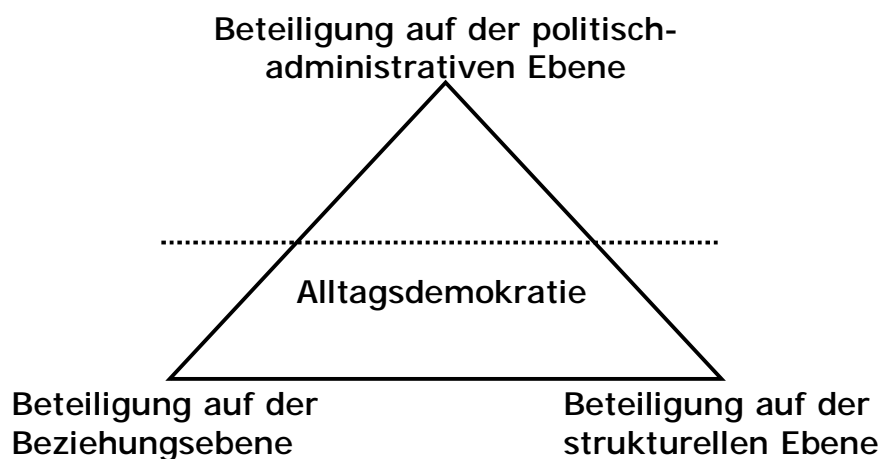 Beteiligung auf der politisch-
administrativen Ebene
Alltagsdemokratie
Beteiligung auf der
Beziehungsebene
Beteiligung auf der
strukturellen Ebene